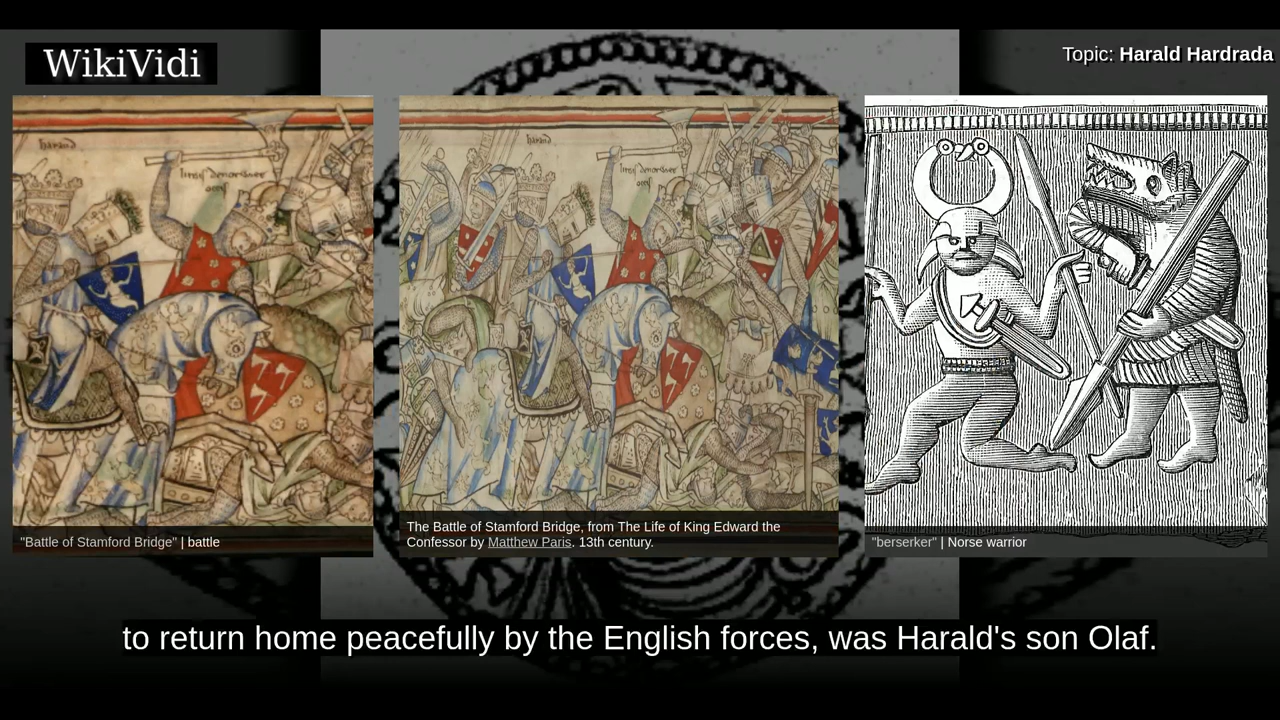 WikiVidi
Topic: Harald Hardrada
"Battle of Stamford Bridge" | battle
The Battle of Stamford Bridge, from The Life of King Edward the
Confessor by Matthew Paris. 13th century.
"berserker" | Norse warrior
to return home peacefully by the English forces, was Harald's son Olaf.